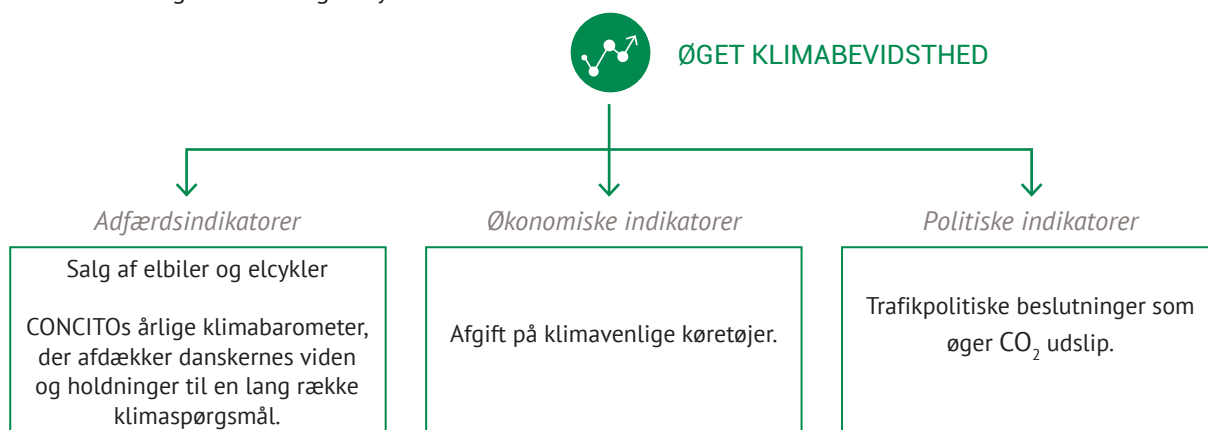 ØGET KLIMABEVIDSTHED
Adfærdsindikatorer
Salg af elbiler og elcykler
CONCITOs årlige klimabarometer,
der afdækker danskernes viden
og holdninger til en lang række
klimaspørgsmål.
Økonomiske indikatorer
Afgift på klimavenlige køretøjer.
Politiske indikatorer
Trafikpolitiske beslutninger som
øger CO₂ udslip.